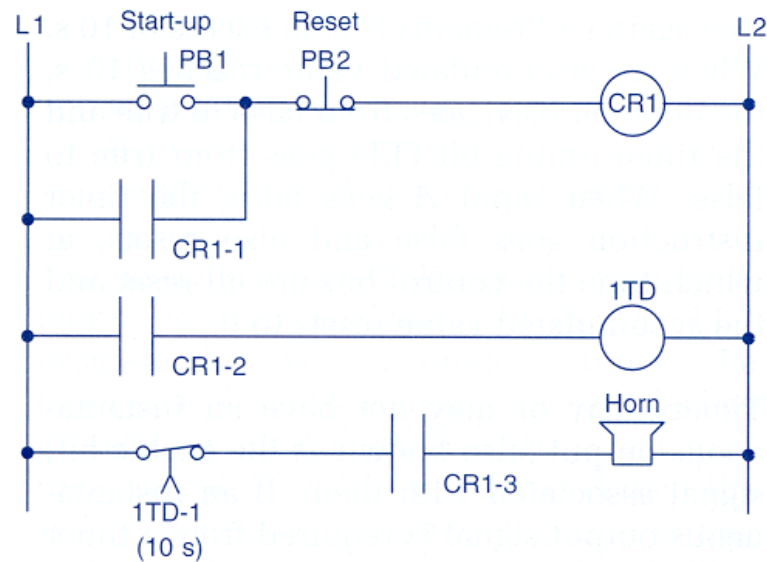 L1
Start-up
Reset
L2
PB1
PB2
CR1
CR1-1
1TD
CR1-2
Horn
CR1-3
1TD-1
(10 s)